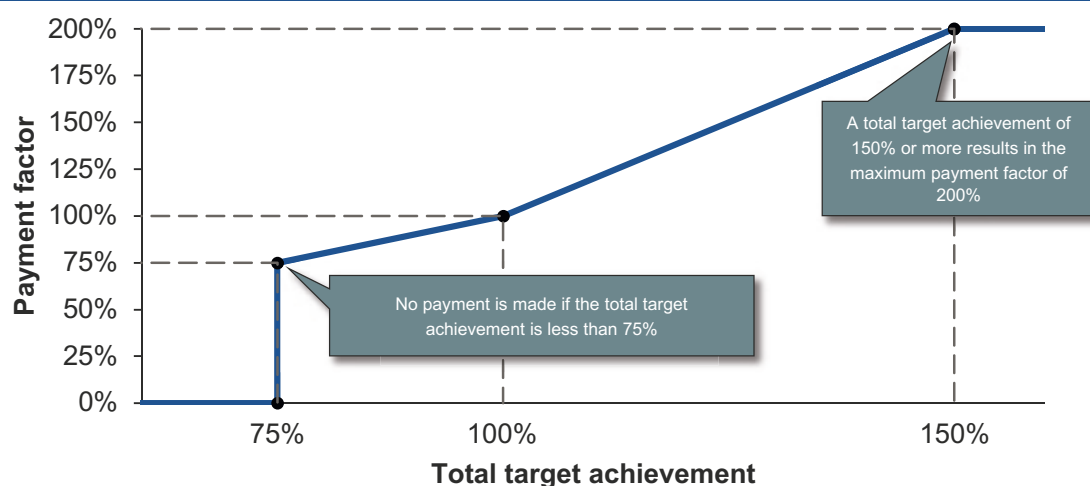 200%
175%
150%
125%
100%
75%
50%
25%
0%
Payment factor
A total target achievement of
150% or more results in the
maximum payment factor of
200%
No payment is made if the total target
achievement is less than 75%
75%
100%
150%
Total target achievement